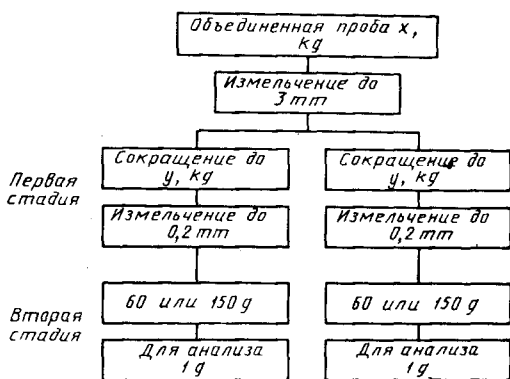 Объединенная проба x,
kg
Измельчение до
3 mm
Первая
стадия
Сокращение до
y, kg
Сокращение до
y, kg
Измельчение до
0,2 mm
Измельчение до
0,2 mm
Вторая
стадия
60 или 150 g
60 или 150 g
Для анализа
1 g
Для анализа
1 g